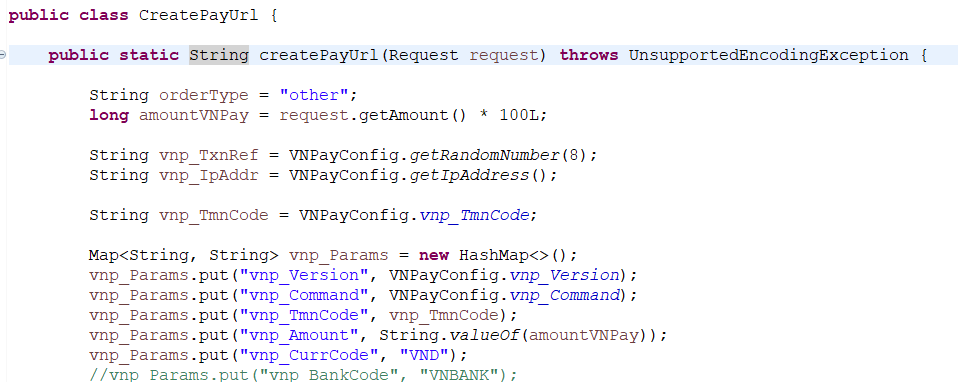 public class CreatePayUrl {
public static String createPayUrl(Request request) throws UnsupportedEncodingException {
String orderType = "other";
long amountVNPay = request.getAmount() * 100L;
String vnp_TxnRef = VNPayConfig.getRandomNumber(8);
String vnp_IpAddr = VNPayConfig.getIpAddress();
String vnp_TmnCode = VNPayConfig.vnp_TmnCode;
Map<String, String> vnp_Params = new HashMap<>();
vnp_Params.put("vnp_Version", VNPayConfig.vnp_Version);
vnp_Params.put("vnp_Command", VNPayConfig.vnp_Command);
vnp_Params.put("vnp_TmnCode", vnp_TmnCode);
vnp_Params.put("vnp_Amount", String.valueOf(amountVNPay));
vnp_Params.put("vnp_CurrCode", "VND");
//vnp_Params.put("vnp_BankCode", "VNBANK");